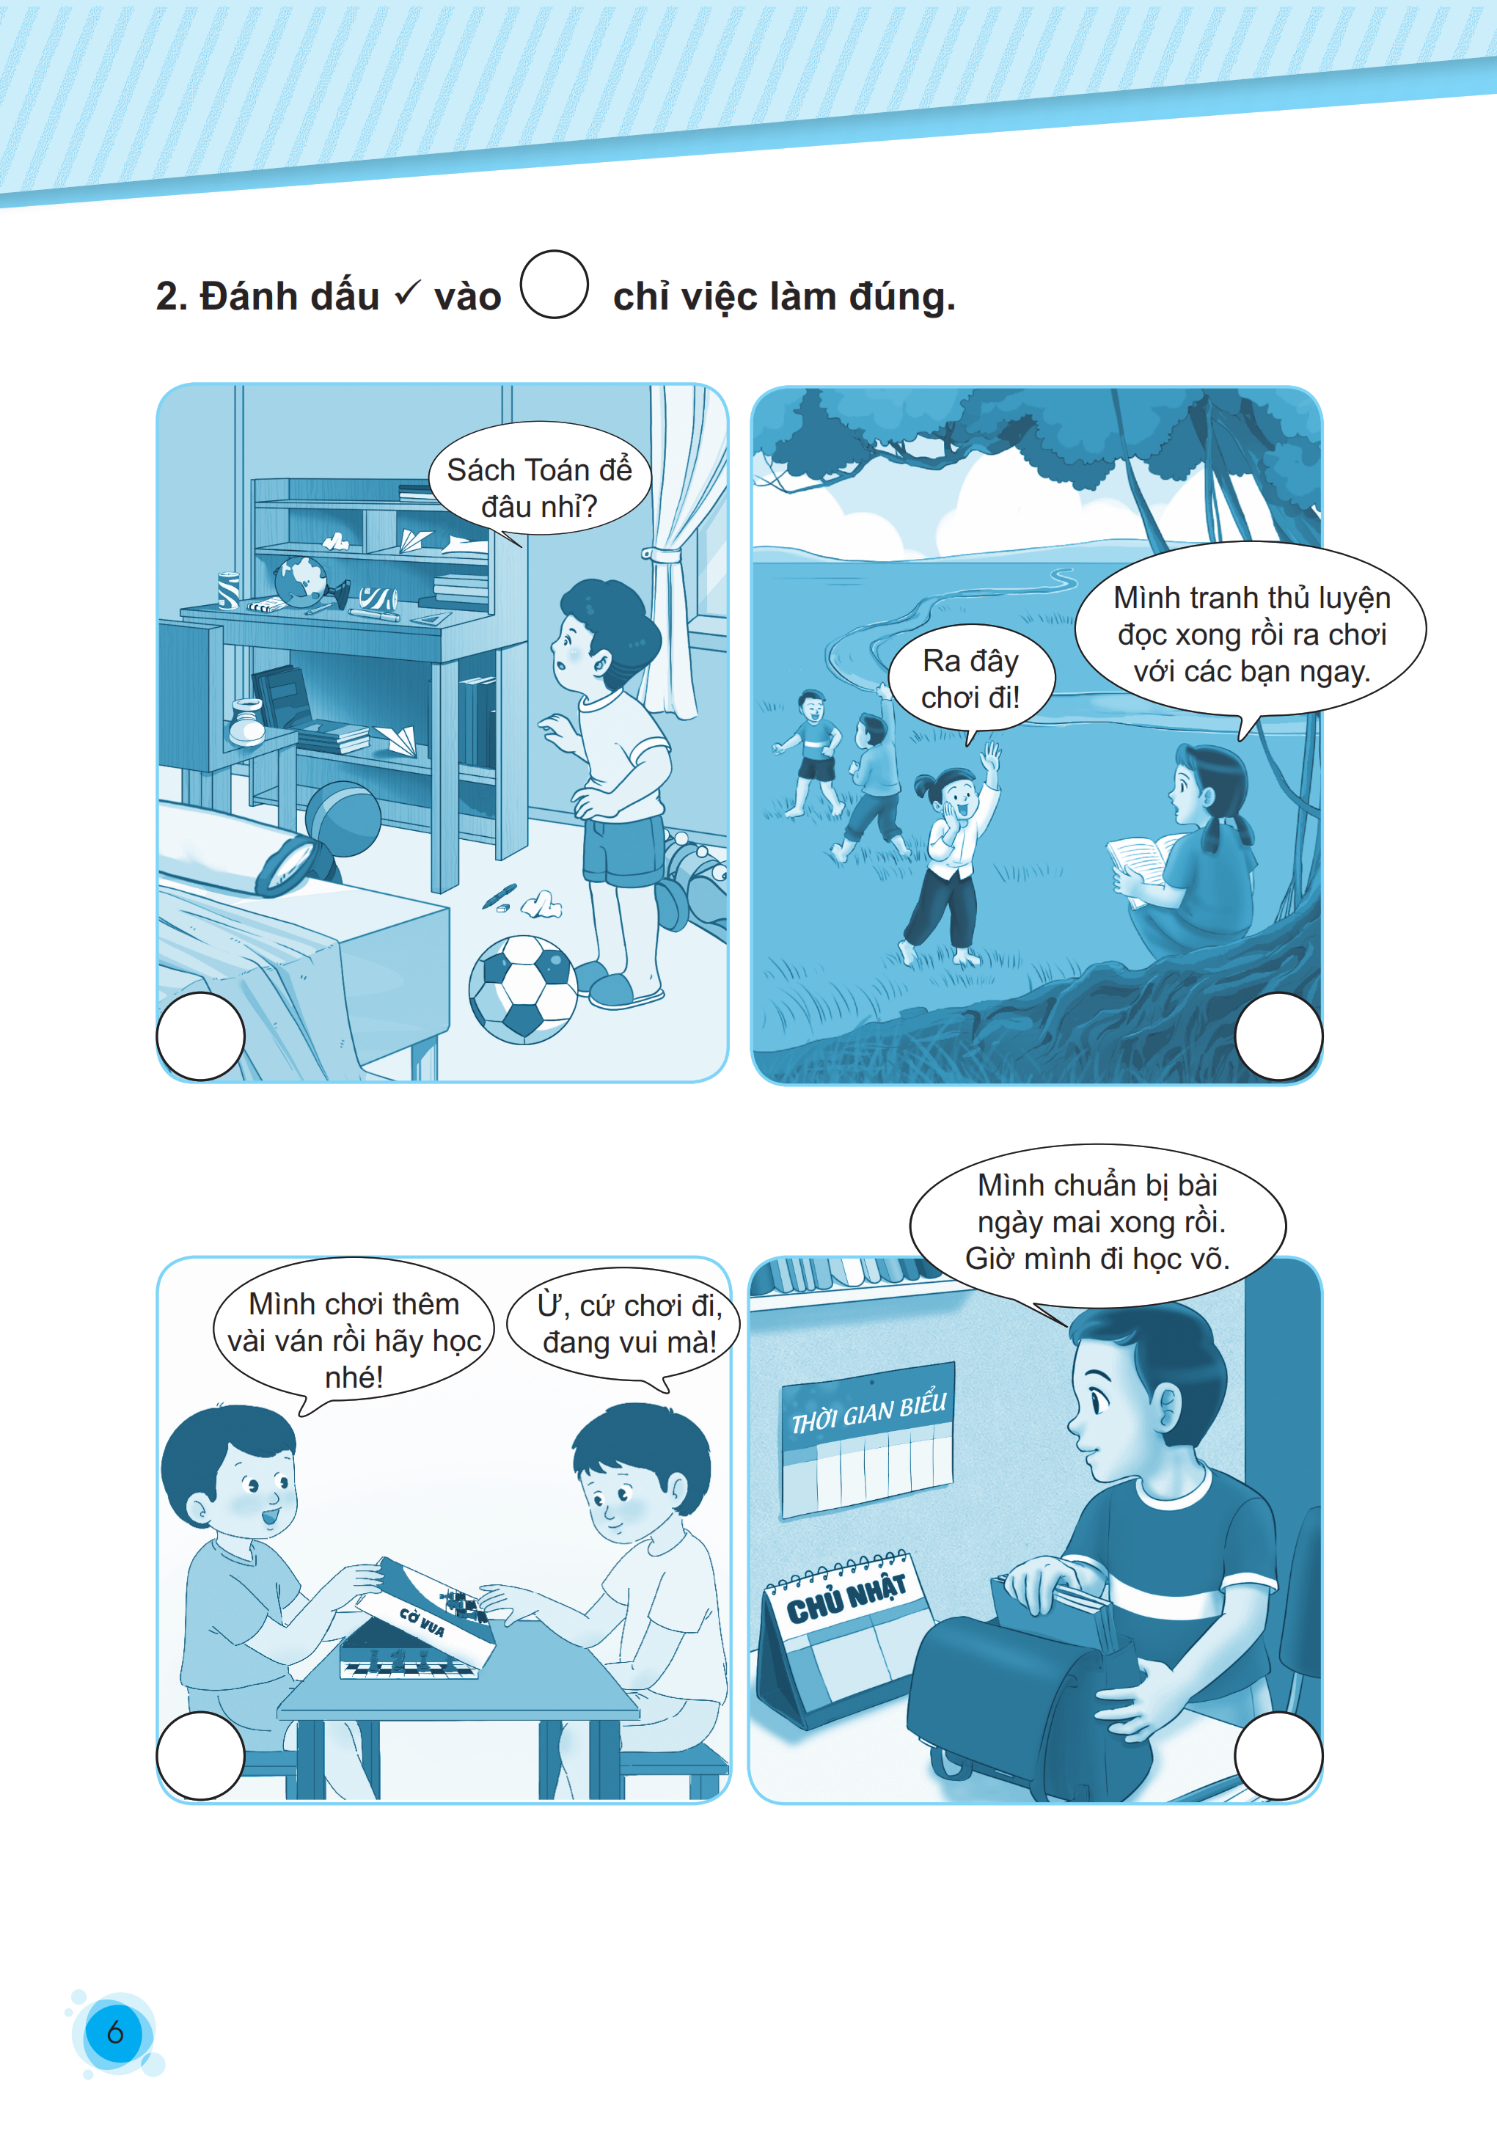 2. Đánh dấu ✓ vào chỉ việc làm đúng.
Sách Toán để
đâu nhỉ?
Ra đây
chơi đi!
Mình tranh thủ luyện
đọc xong rồi ra chơi
với các bạn ngay.
Mình chơi thêm
vài ván rồi hãy học
nhé!
Ừ, cứ chơi đi,
đang vui mà!
CỜ VUA
Mình chuẩn bị bài
ngày mai xong rồi.
Giờ mình đi học võ.
THỜI GIAN BIỂU
CHỦ NHẬT
6